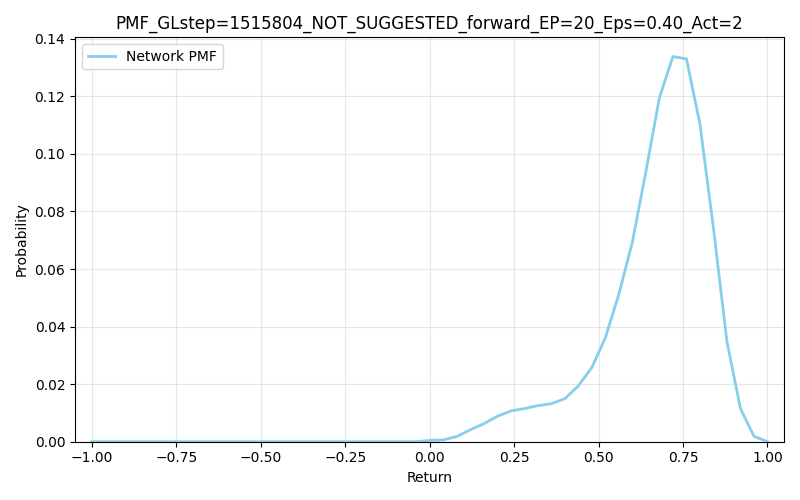 PMF_GLstep=1515804_NOT_SUGGESTED_forward_EP=20_Eps=0.40_Act=2
Network PMF
0.14
0.12
0.10
0.08
0.06
0.04
0.02
0.00
Probability
−1.00 −0.75 −0.50 −0.25 0.00 0.25 0.50 0.75 1.00
Return